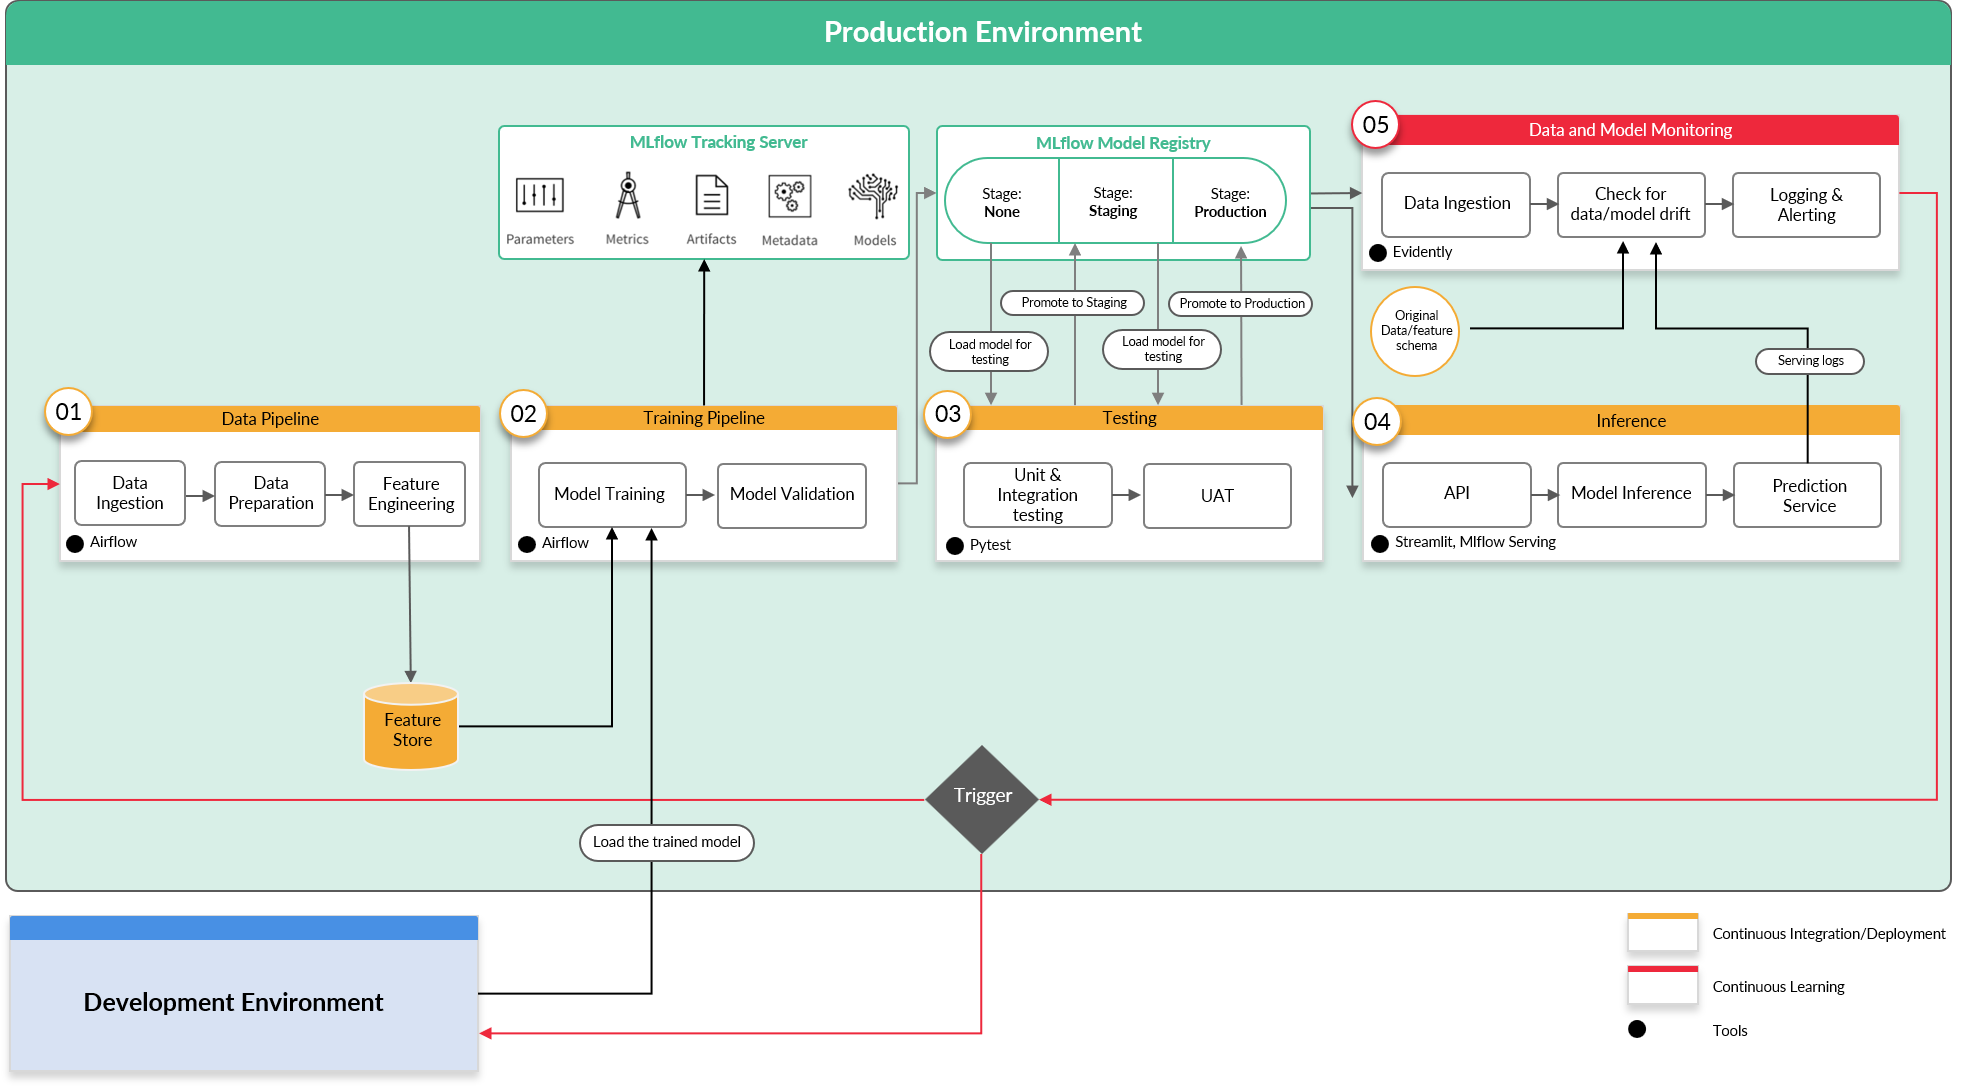 Production Environment
MLflow Tracking Server
Parameters
Metrics
Artifacts
Metadata
Models
MLflow Model Registry
Stage:
None
Stage:
Staging
Stage:
Production
05
Data and Model Monitoring
Data Ingestion
Check for
data/model drift
Logging &
Alerting
Evidently
Promote to Staging
Promote to Production
Load model for
testing
Load model for
testing
Original
Data/feature
schema
Serving logs
01
Data Pipeline
Data
Ingestion
Data
Preparation
Feature
Engineering
Airflow
02
Training Pipeline
Model Training
Model Validation
Airflow
03
Testing
Unit &
Integration
testing
UAT
Pytest
04
Inference
API
Model Inference
Prediction
Service
Streamlit, Mlflow Serving
Feature
Store
Trigger
Load the trained model
Development Environment
Continuous Integration/Deployment
Continuous Learning
Tools